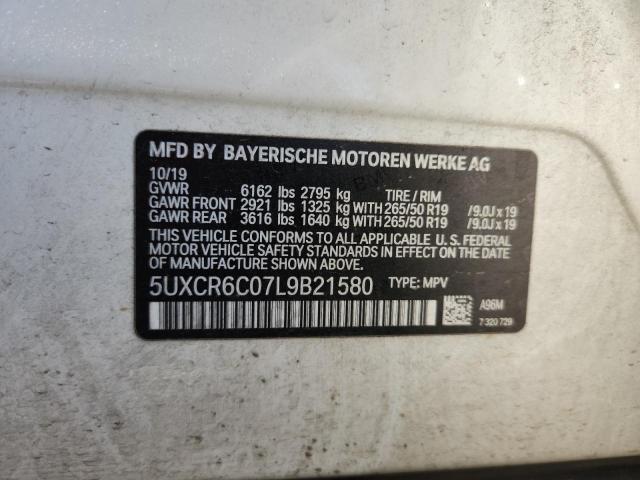 MFD BY BAYERISCHE MOTOREN WERKE AG
10/19
GVWR 6162 lbs 2795 kg TIRE / RIM
GAWR FRONT 2921 lbs 1325 kg WITH 265/50 R19 /9.0J x 19
GAWR REAR 3616 lbs 1640 kg WITH 265/50 R19 /9.0J x 19
THIS VEHICLE CONFORMS TO ALL APPLICABLE U. S. FEDERAL
MOTOR VEHICLE SAFETY STANDARDS IN EFFECT ON THE DATE
OF MANUFACTURE SHOWN ABOVE.
5UXCR6C07L9B21580 TYPE: MPV
A96M
7 320 729